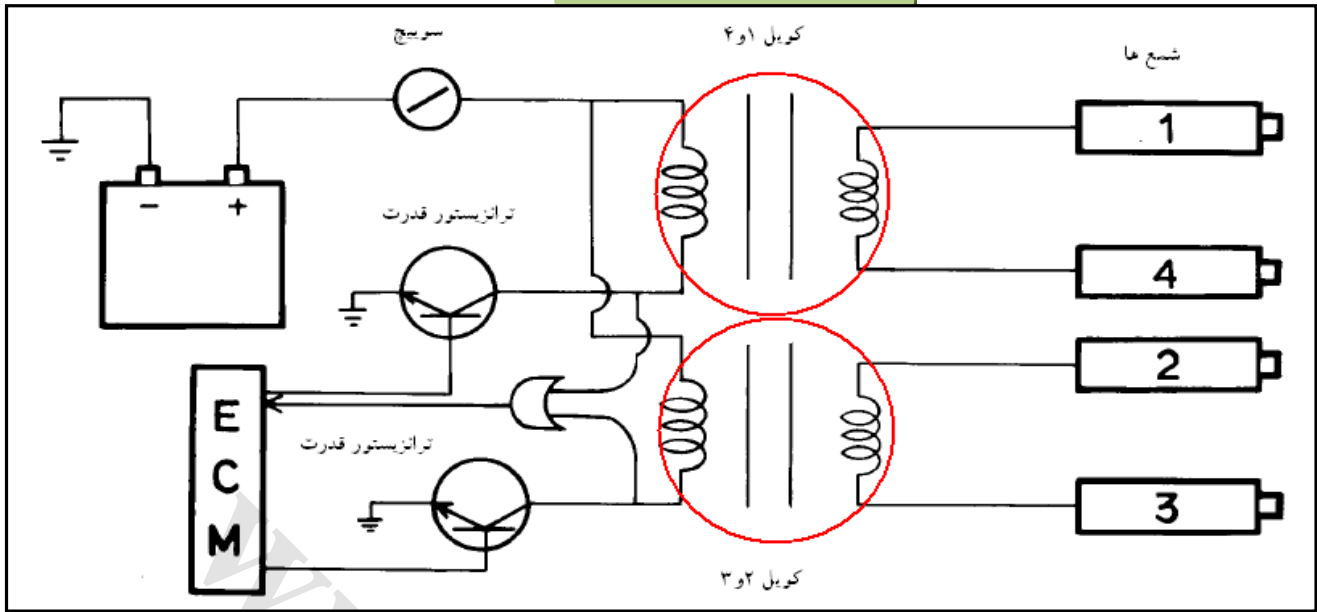 سوییچ
کویل ۱و۴
شمع ها
1
- +
ترانزیستور قدرت
4
2
E
C
M
ترانزیستور قدرت
3
کویل ۲و۳